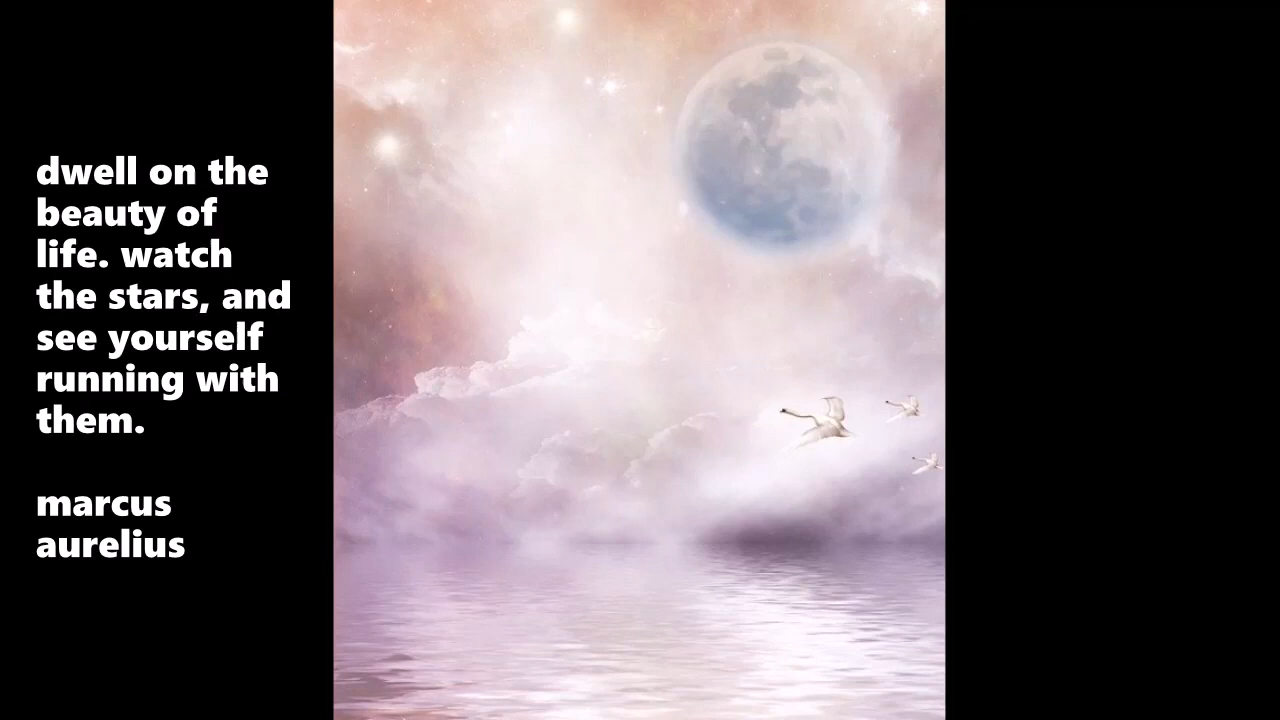 dwell on the
beauty of
life. watch
the stars, and
see yourself
running with
them.
marcus
aurelius